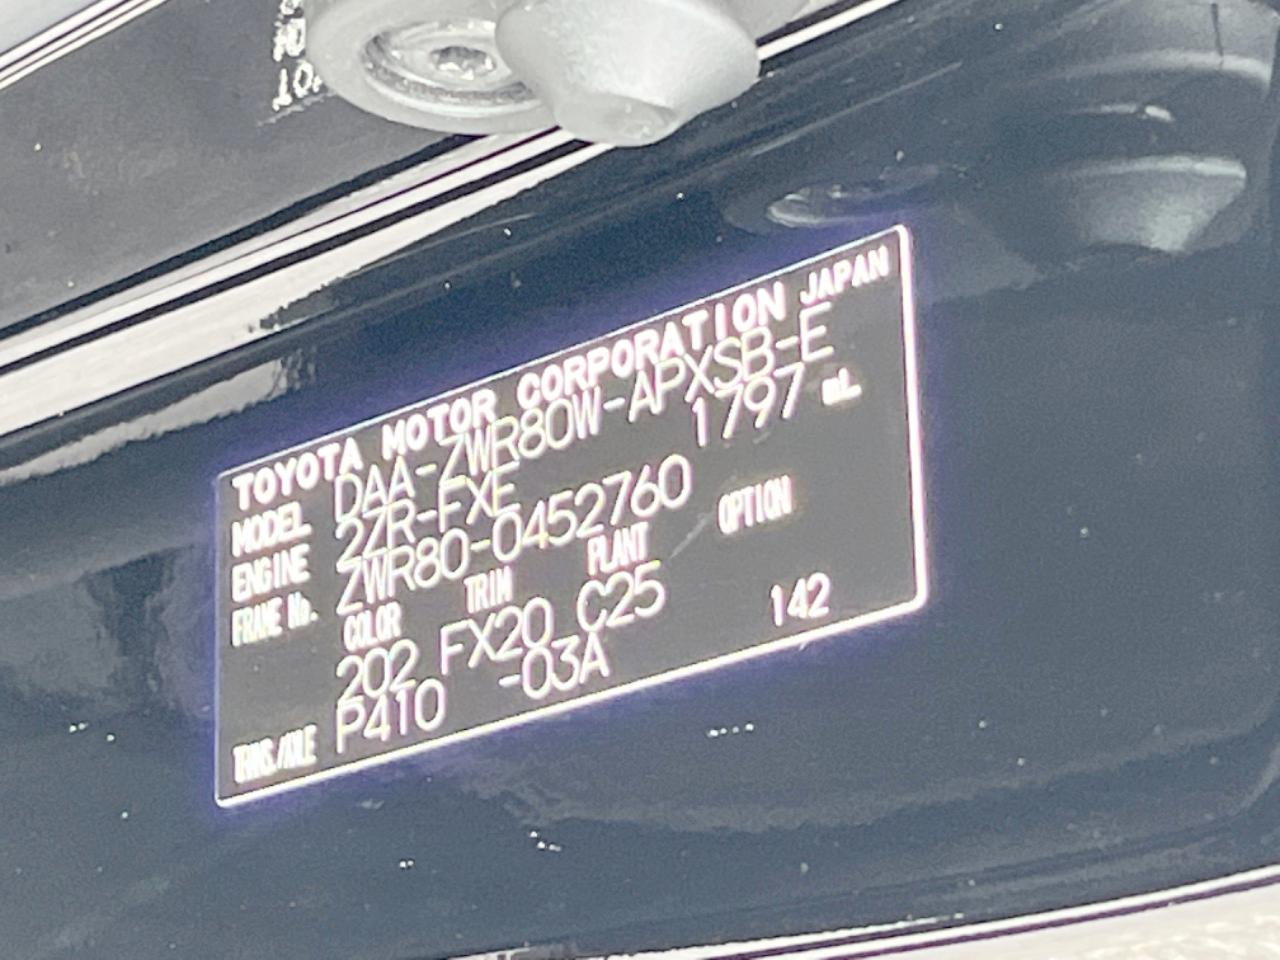 TOYOTA MOTOR CORPORATION JAPAN
MODEL DAA-ZWR80W-APXSB-E
ENGINE 2ZR-FXE 1797 mL
FRAME No. ZWR80-0452760
COLOR TRIM PLANT OPTION
202 FX20 C25 142
TRANS./AXLE P410 -03A